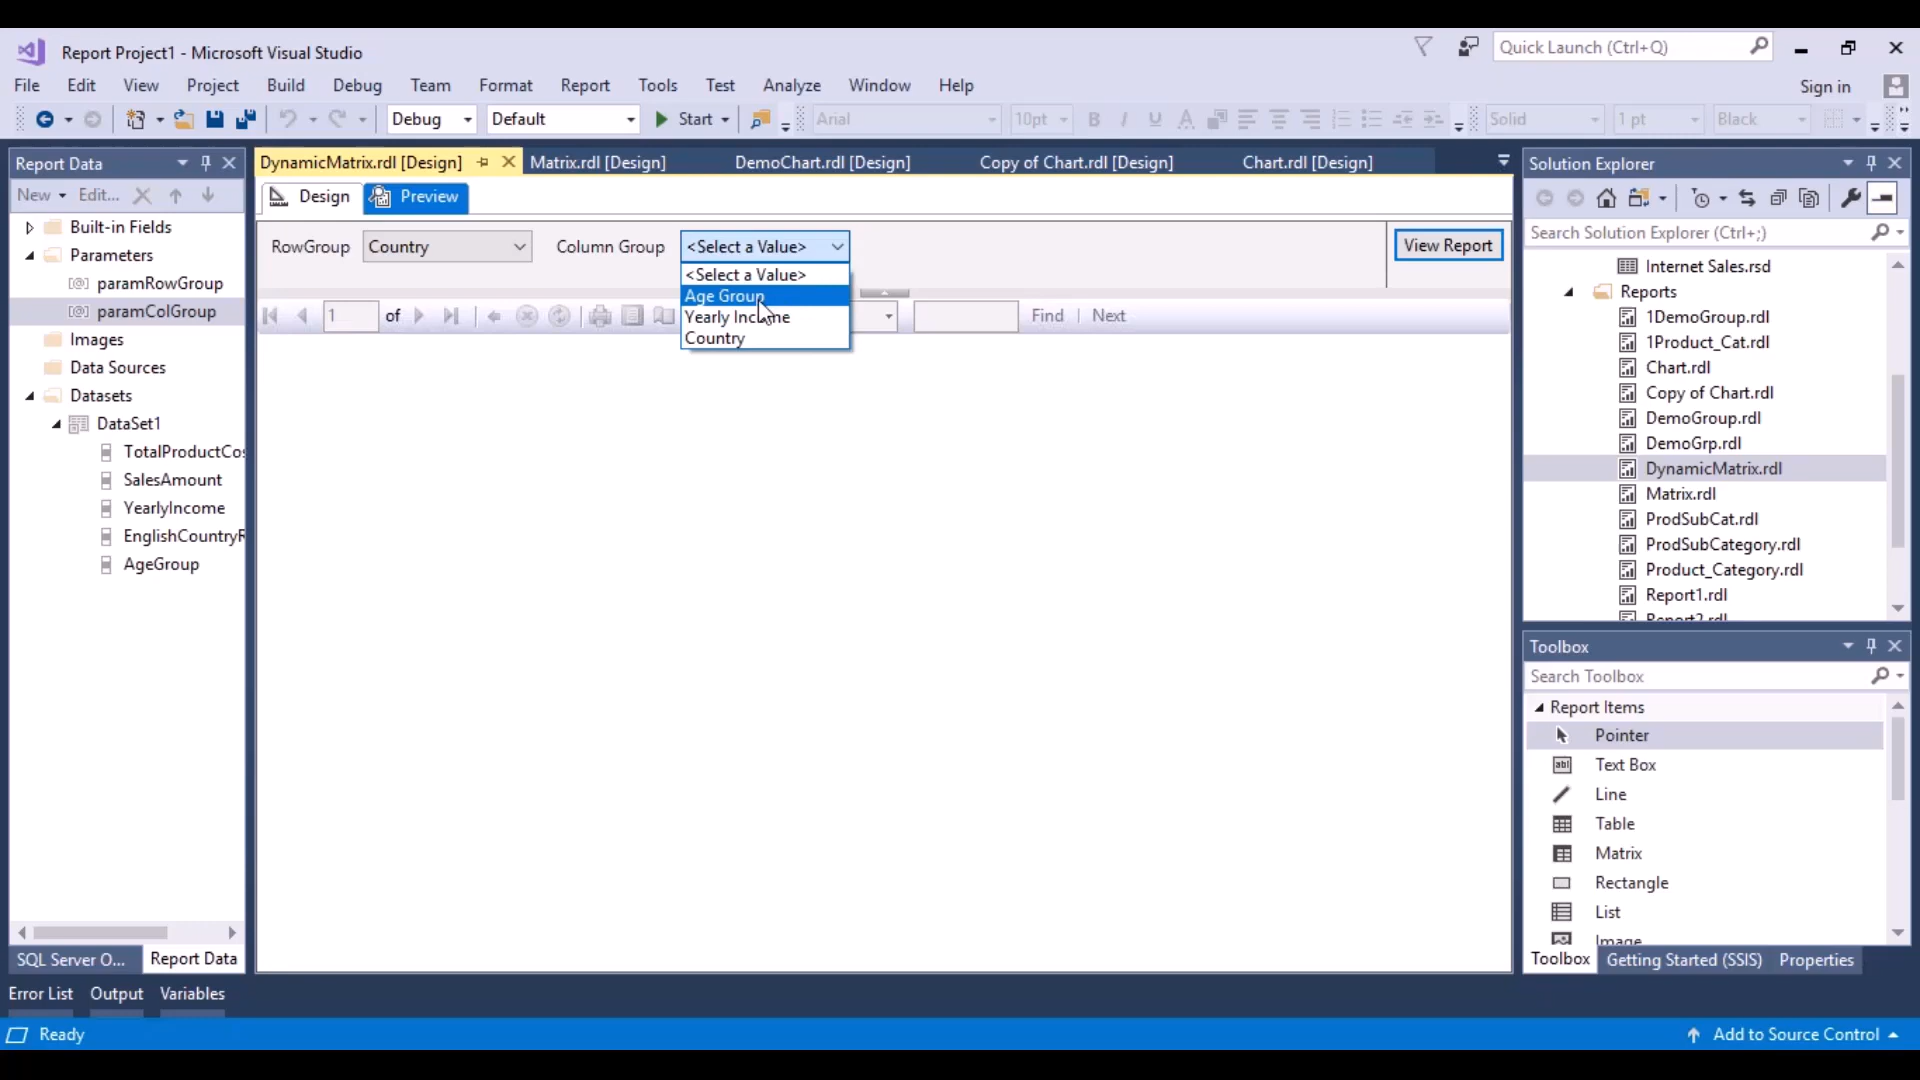 Report Project1 - Microsoft Visual Studio
Quick Launch (Ctrl+Q)
File Edit View Project Build Debug Team Format Report Tools Test Analyze Window Help
Sign in
Debug Default Start Arial 10pt B I U A Solid 1 pt Black
Report Data
New Edit...
Built-in Fields
Parameters
[@] paramRowGroup
[@] paramColGroup
Images
Data Sources
Datasets
DataSet1
TotalProductCos
SalesAmount
YearlyIncome
EnglishCountryR
AgeGroup
SQL Server O... Report Data
DynamicMatrix.rdl [Design] Matrix.rdl [Design] DemoChart.rdl [Design] Copy of Chart.rdl [Design] Chart.rdl [Design]
Design Preview
RowGroup Country Column Group <Select a Value> View Report
<Select a Value>
Age Group
Yearly Income
Country
1 of Find | Next
Solution Explorer
Search Solution Explorer (Ctrl+;)
Internet Sales.rsd
Reports
1DemoGroup.rdl
1Product_Cat.rdl
Chart.rdl
Copy of Chart.rdl
DemoGroup.rdl
DemoGrp.rdl
DynamicMatrix.rdl
Matrix.rdl
ProdSubCat.rdl
ProdSubCategory.rdl
Product_Category.rdl
Report1.rdl
Report2.rdl
Toolbox
Search Toolbox
Report Items
Pointer
abl Text Box
Line
Table
Matrix
Rectangle
List
Image
Toolbox Getting Started (SSIS) Properties
Error List Output Variables
Ready
Add to Source Control